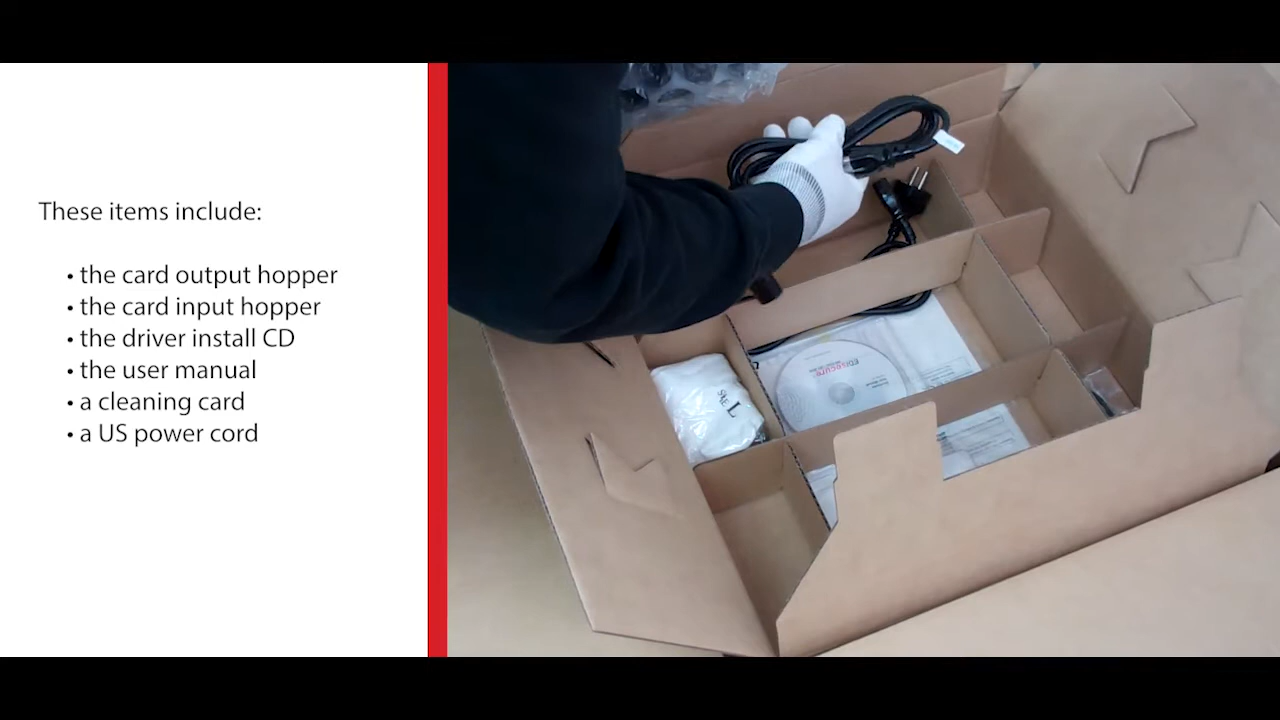 These items include:
• the card output hopper
• the card input hopper
• the driver install CD
• the user manual
• a cleaning card
• a US power cord
EDIsecure
L